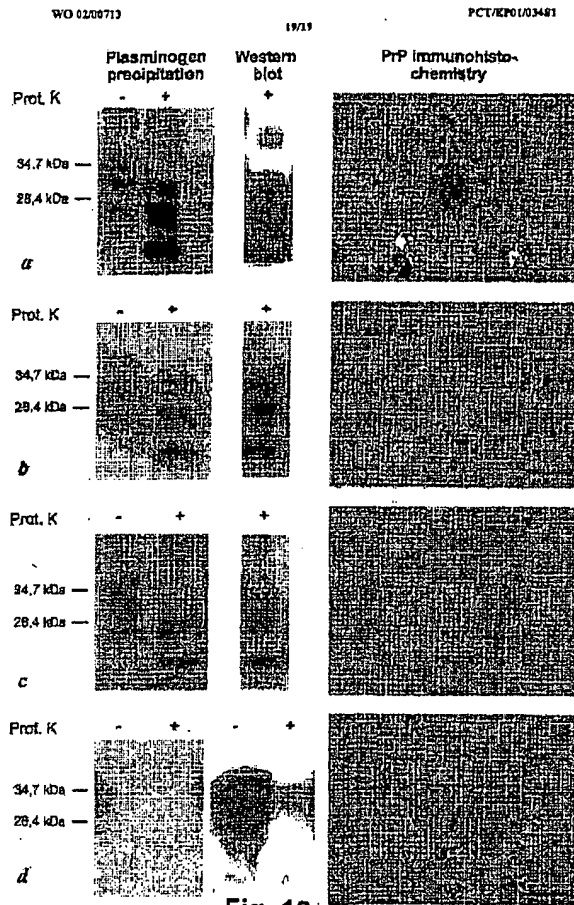 WO 02/00713 PCT/EP01/03481
19/19
Plasminogen precipitation Western blot PrP immunohisto-chemistry
Prot. K - + +
34,7 kDa
28,4 kDa
a
Prot. K - + +
34,7 kDa
28,4 kDa
b
Prot. K - + +
34,7 kDa
28,4 kDa
c
Prot. K - + - +
34,7 kDa
28,4 kDa
d